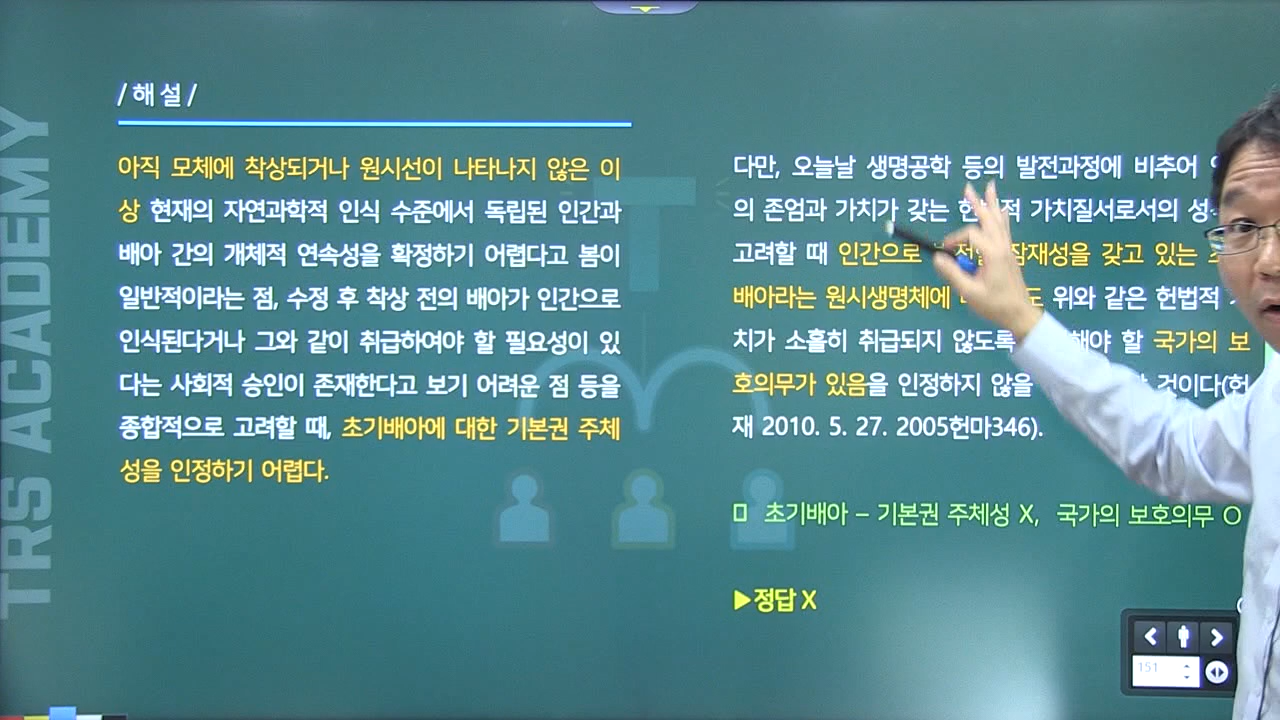 TRS ACADEMY
/ 해 설 /
아직 모체에 착상되거나 원시선이 나타나지 않은 이
상 현재의 자연과학적 인식 수준에서 독립된 인간과
배아 간의 개체적 연속성을 확정하기 어렵다고 봄이
일반적이라는 점, 수정 후 착상 전의 배아가 인간으로
인식된다거나 그와 같이 취급하여야 할 필요성이 있
다는 사회적 승인이 존재한다고 보기 어려운 점 등을
종합적으로 고려할 때, 초기배아에 대한 기본권 주체
성을 인정하기 어렵다.
다만, 오늘날 생명공학 등의 발전과정에 비추어
의 존엄과 가치가 갖는 가치질서로서의
고려할 때 인간으로 잠재성을 갖고 있는
배아라는 원시생명체에 위와 같은 헌법적
치가 소홀히 취급되지 않도록 할 국가의 보
호의무가 있음을 인정하지 않을 것이다(헌
재 2010. 5. 27. 2005헌마346).
초기배아 – 기본권 주체성 X, 국가의 보호의무 O
▶정답 X
151